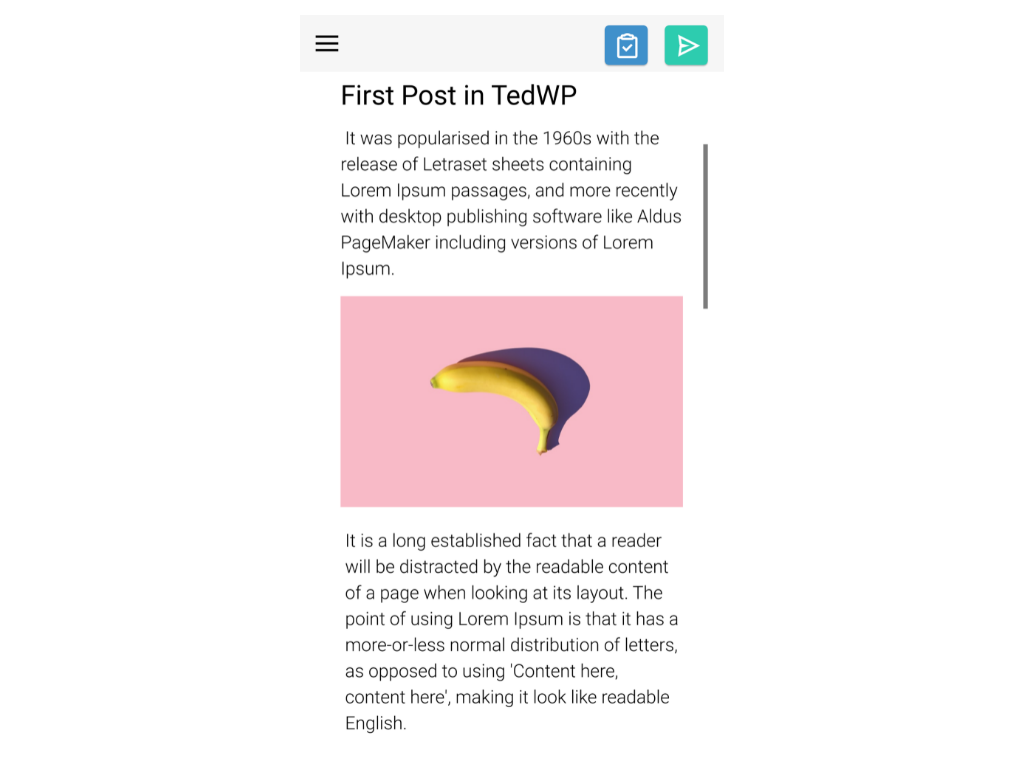 First Post in TedWP
It was popularised in the 1960s with the
release of Letraset sheets containing
Lorem Ipsum passages, and more recently
with desktop publishing software like Aldus
PageMaker including versions of Lorem
Ipsum.
It is a long established fact that a reader
will be distracted by the readable content
of a page when looking at its layout. The
point of using Lorem Ipsum is that it has a
more-or-less normal distribution of letters,
as opposed to using 'Content here,
content here', making it look like readable
English.